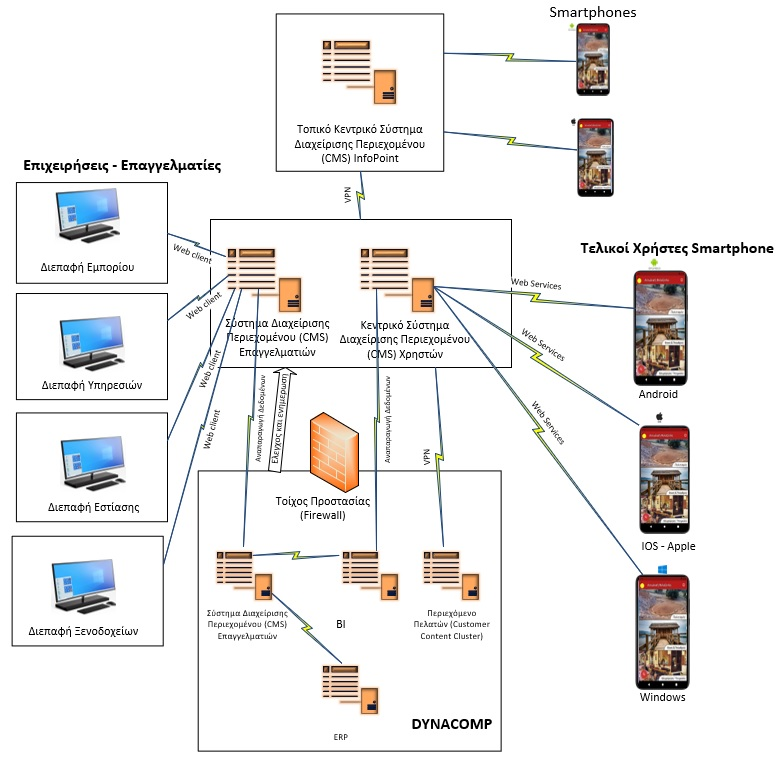 Smartphones
Τοπικό Κεντρικό Σύστημα
Διαχείρισης Περιεχομένου
(CMS) InfoPoint
Επιχειρήσεις - Επαγγελματίες
VPN
Διεπαφή Εμπορίου
Διεπαφή Υπηρεσιών
Διεπαφή Εστίασης
Διεπαφή Ξενοδοχείων
Web client
Web client
Web client
Web client
Σύστημα Διαχείρισης
Περιεχομένου (CMS)
Επαγγελματιών
Κεντρικό Σύστημα
Διαχείρισης Περιεχομένου
(CMS) Χρηστών
Τελικοί Χρήστες Smartphone
Web Services
Web Services
Web Services
Android
IOS - Apple
Windows
Αναπαραγωγή Δεδομένων
Ελεγχος και ενημερωση
Αναπαραγωγή Δεδομένων
VPN
Τοίχος Προστασίας
(Firewall)
Σύστημα Διαχείρισης
Περιεχομένου (CMS)
Επαγγελματιών
BI
Περιεχόμενο
Πελατών (Customer
Content Cluster)
ERP
DYNACOMP